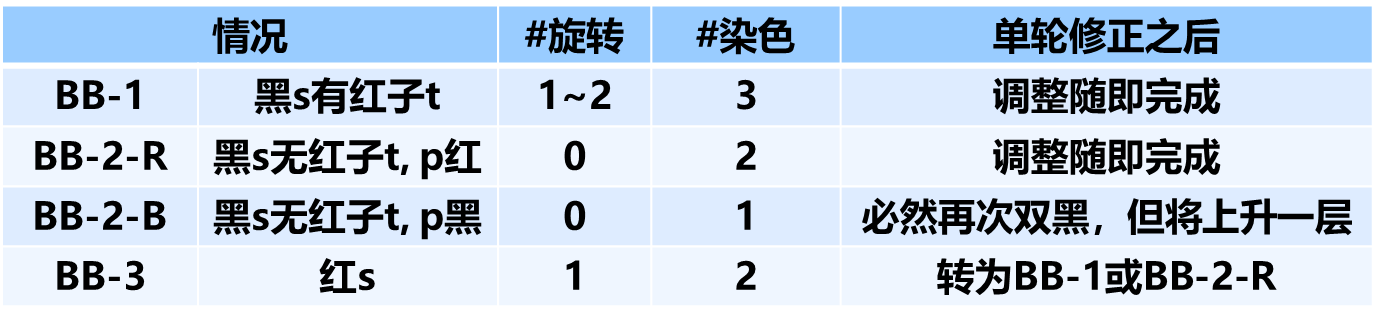 情况 #旋转 #染色 单轮修正之后
BB-1 黑s有红子t 1~2 3 调整随即完成
BB-2-R 黑s无红子t, p红 0 2 调整随即完成
BB-2-B 黑s无红子t, p黑 0 1 必然再次双黑，但将上升一层
BB-3 红s 1 2 转为BB-1或BB-2-R